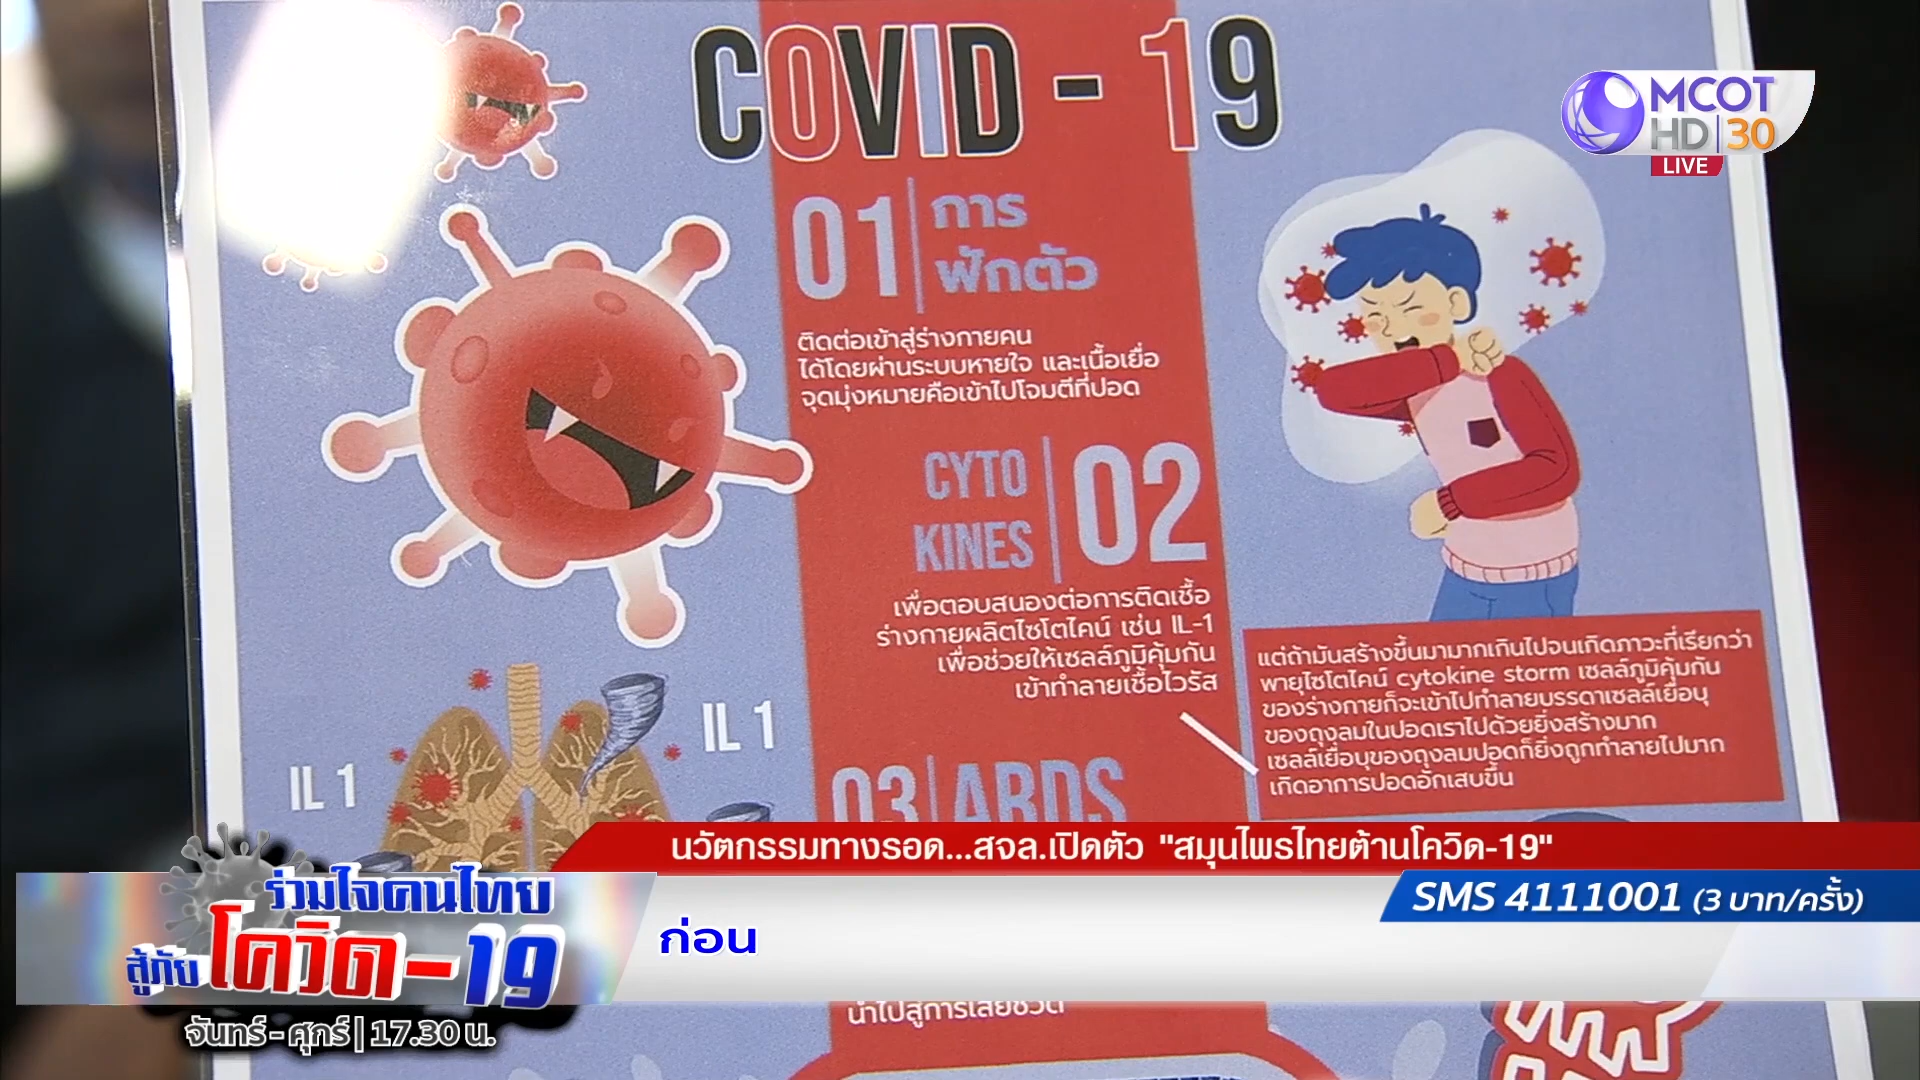 COVID - 19
MCOT
HD 30
LIVE
01 การ
ฟักตัว
ติดต่อเข้าสู่ร่างกายคน
ได้โดยผ่านระบบหายใจ และเนื้อเยื่อ
จุดมุ่งหมายคือเข้าไปโจมตีที่ปอด
CYTO
KINES 02
เพื่อตอบสนองต่อการติดเชื้อ
ร่างกายผลิตไซโตไคน์ เช่น IL-1
เพื่อช่วยให้เซลล์ภูมิคุ้มกัน
เข้าทำลายเชื้อไวรัส
แต่ถ้ามันสร้างขึ้นมามากเกินไปจนเกิดภาวะที่เรียกว่า
พายุไซโตไคน์ cytokine storm เซลล์ภูมิคุ้มกัน
ของร่างกายก็จะเข้าไปทำลายบรรดาเซลล์เยื่อบุ
ของถุงลมในปอดเราไปด้วยยิ่งสร้างมาก
เซลล์เยื่อบุของถุงลมปอดก็ยิ่งถูกทำลายไปมาก
เกิดอาการปอดอักเสบขึ้น
IL 1
IL 1
03 ARDS
นวัตกรรมทางรอด...สจล.เปิดตัว "สมุนไพรไทยต้านโควิด-19"
SMS 4111001 (3 บาท/ครั้ง)
ร่วมใจคนไทย
สู้ภัย โควิด-19
จันทร์ - ศุกร์ | 17.30 น.
ก่อน
นำไปสู่การเสียชีวิต